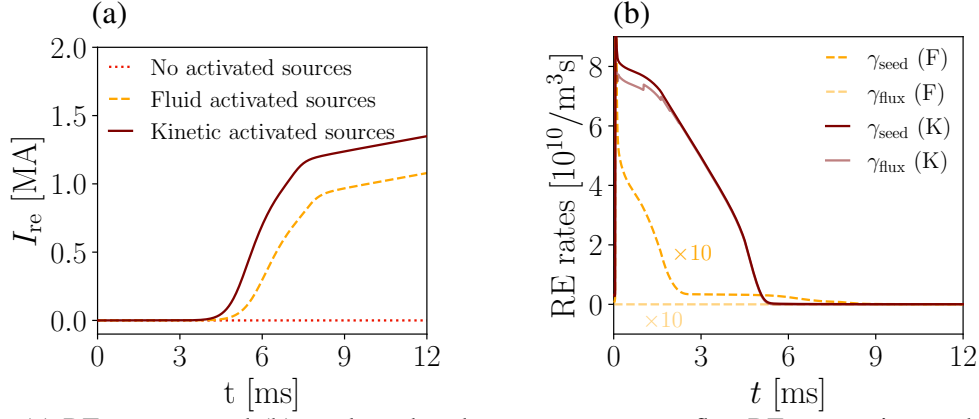 (a)
2.0
1.5
1.0
0.5
0.0
I_re [MA]
No activated sources
Fluid activated sources
Kinetic activated sources
0 3 6 9 12
t [ms]
(b)
8
6
4
2
0
RE rates [10^10/m^3s]
γ_seed (F)
γ_flux (F)
γ_seed (K)
γ_flux (K)
×10
×10
0 3 6 9 12
t [ms]